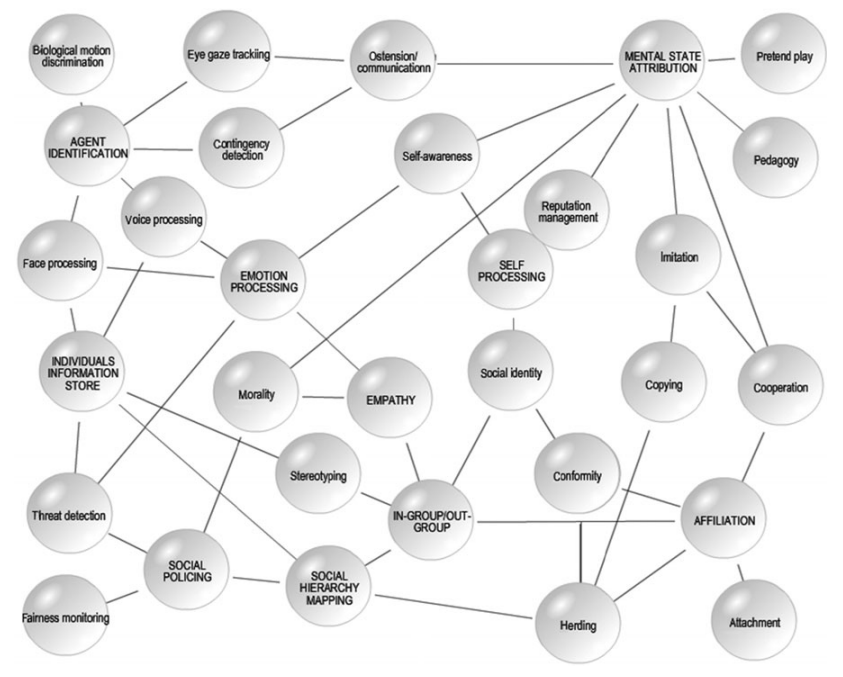 Biological motion
discrimination
Eye gaze trackiing
Ostension/
communicationn
MENTAL STATE
ATTRIBUTION
Pretend play
AGENT
IDENTIFICATION
Contingency
detection
Self-awareness
Pedagogy
Voice processing
Reputation
management
Face processing
EMOTION
PROCESSING
SELF
PROCESSING
Imitation
INDIVIDUALS
INFORMATION
STORE
Morality
EMPATHY
Social identity
Copying
Cooperation
Stereotyping
Conformity
Threat detection
IN-GROUP/OUT-
GROUP
AFFILIATION
SOCIAL
POLICING
SOCIAL
HIERARCHY
MAPPING
Fairness monitoring
Herding
Attachment